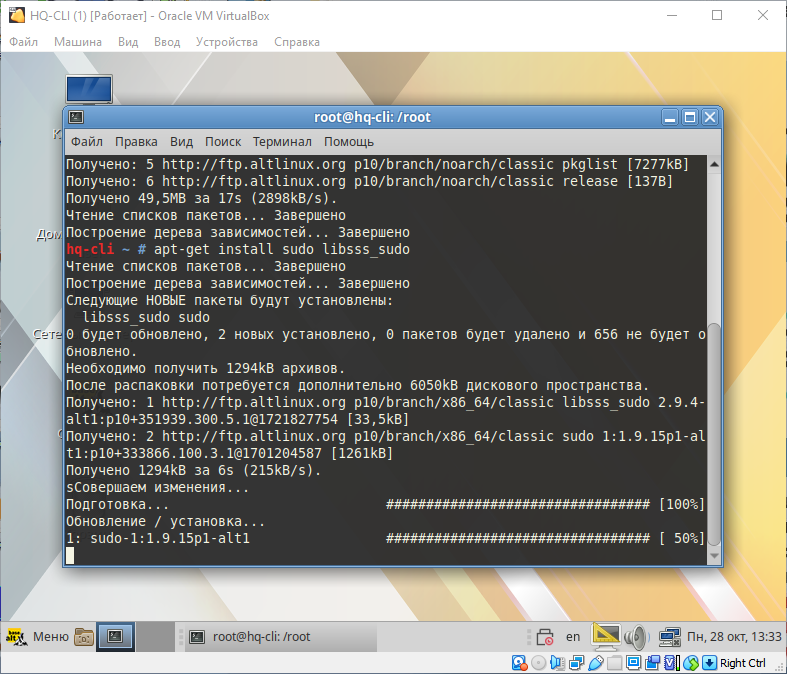 HQ-CLI (1) [Работает] - Oracle VM VirtualBox
Файл Машина Вид Ввод Устройства Справка
root@hq-cli: /root
Файл Правка Вид Поиск Терминал Помощь
Получено: 5 http://ftp.altlinux.org p10/branch/noarch/classic pkglist [7277kB]
Получено: 6 http://ftp.altlinux.org p10/branch/noarch/classic release [137B]
Получено 49,5MB за 17s (2898kB/s).
Чтение списков пакетов... Завершено
Построение дерева зависимостей... Завершено
hq-cli ~ # apt-get install sudo libsss_sudo
Чтение списков пакетов... Завершено
Построение дерева зависимостей... Завершено
Следующие НОВЫЕ пакеты будут установлены:
libsss_sudo sudo
0 будет обновлено, 2 новых установлено, 0 пакетов будет удалено и 656 не будет о
бновлено.
Необходимо получить 1294kB архивов.
После распаковки потребуется дополнительно 6050kB дискового пространства.
Получено: 1 http://ftp.altlinux.org p10/branch/x86_64/classic libsss_sudo 2.9.4-
alt1:p10+351939.300.5.1@1721827754 [33,5kB]
Получено: 2 http://ftp.altlinux.org p10/branch/x86_64/classic sudo 1:1.9.15p1-al
t1:p10+333866.100.3.1@1701204587 [1261kB]
Получено 1294kB за 6s (215kB/s).
sСовершаем изменения...
Подготовка... ################################# [100%]
Обновление / установка...
1: sudo-1:1.9.15p1-alt1 ################################# [ 50%]
К
Дом
Сете
Меню
root@hq-cli: /root
en
Пн, 28 окт, 13:33
Right Ctrl